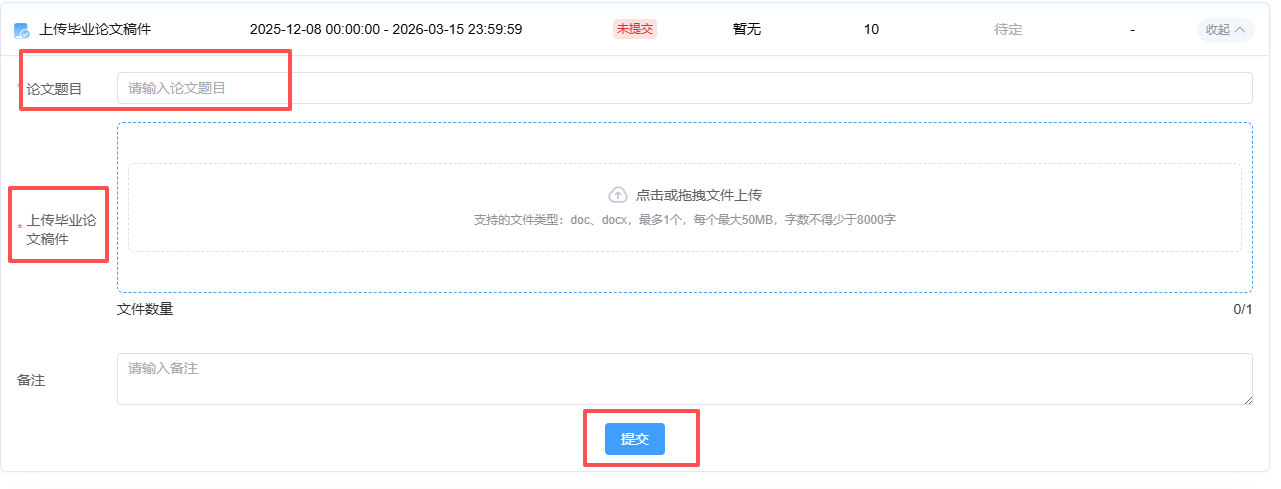 上传毕业论文稿件 2025-12-08 00:00:00 - 2026-03-15 23:59:59 未提交 暂无 10 待定 - 收起
* 论文题目 请输入论文题目
点击或拖拽文件上传
支持的文件类型：doc、docx，最多1个，每个最大50MB，字数不得少于8000字
* 上传毕业论
文稿件
文件数量 0/1
备注 请输入备注
提交